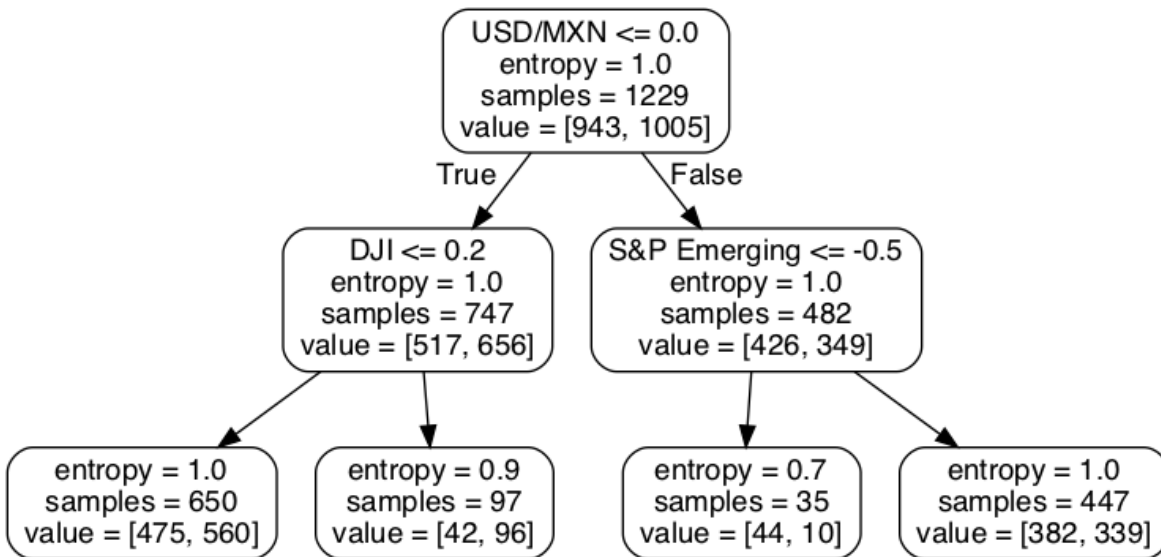 USD/MXN <= 0.0
entropy = 1.0
samples = 1229
value = [943, 1005]
True
False
DJI <= 0.2
entropy = 1.0
samples = 747
value = [517, 656]
S&P Emerging <= -0.5
entropy = 1.0
samples = 482
value = [426, 349]
entropy = 1.0
samples = 650
value = [475, 560]
entropy = 0.9
samples = 97
value = [42, 96]
entropy = 0.7
samples = 35
value = [44, 10]
entropy = 1.0
samples = 447
value = [382, 339]